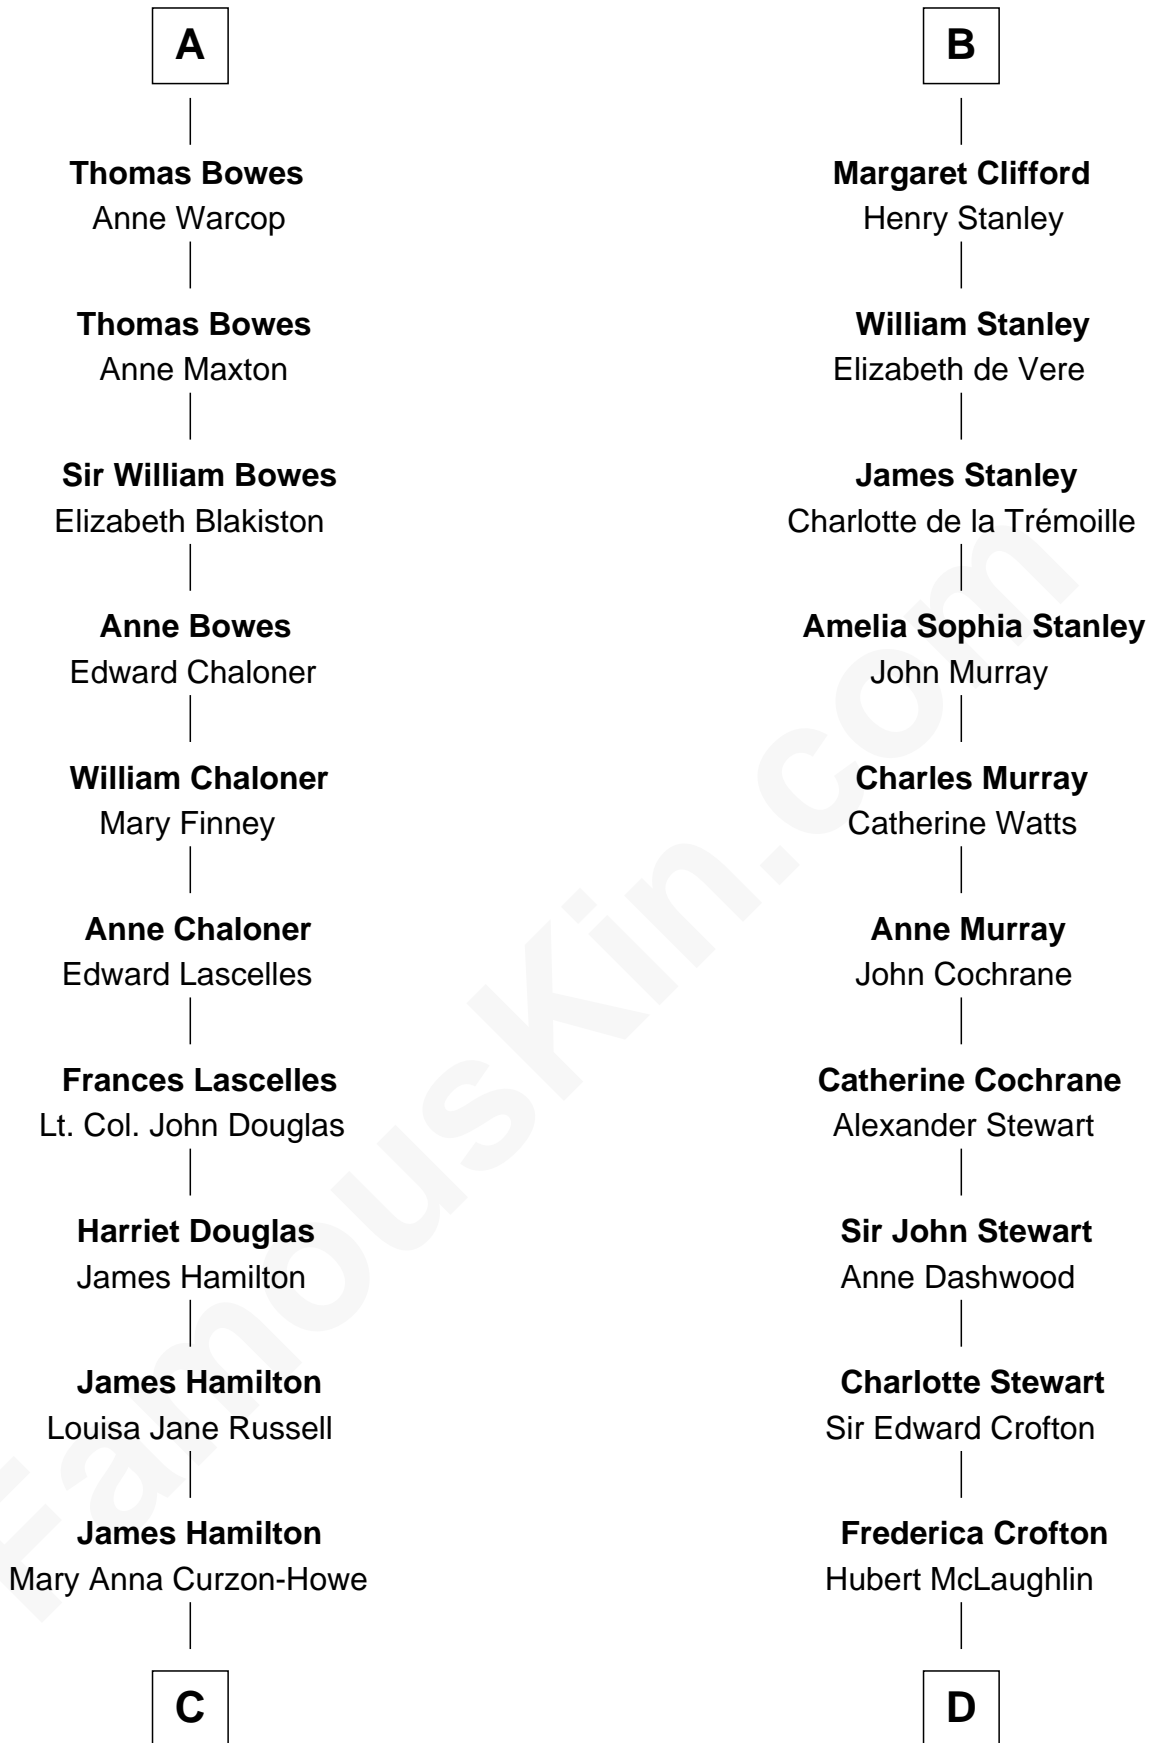 A
Thomas Bowes
Anne Warcop
Thomas Bowes
Anne Maxton
Sir William Bowes
Elizabeth Blakiston
Anne Bowes
Edward Chaloner
William Chaloner
Mary Finney
Anne Chaloner
Edward Lascelles
Frances Lascelles
Lt. Col. John Douglas
Harriet Douglas
James Hamilton
James Hamilton
Louisa Jane Russell
James Hamilton
Mary Anna Curzon-Howe
C
B
Margaret Clifford
Henry Stanley
William Stanley
Elizabeth de Vere
James Stanley
Charlotte de la Trémoille
Amelia Sophia Stanley
John Murray
Charles Murray
Catherine Watts
Anne Murray
John Cochrane
Catherine Cochrane
Alexander Stewart
Sir John Stewart
Anne Dashwood
Charlotte Stewart
Sir Edward Crofton
Frederica Crofton
Hubert McLaughlin
D
FamousKin.com